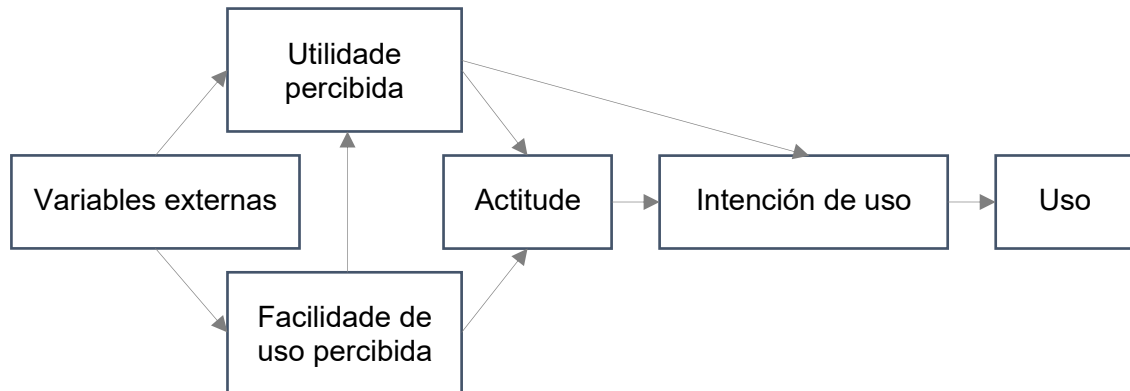 Utilidade
percibida
Variables externas
Actitude
Intención de uso
Uso
Facilidade de
uso percibida